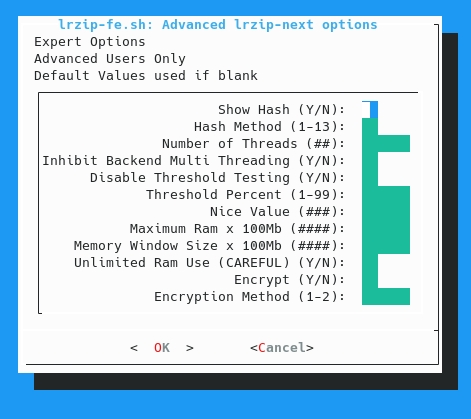 lrzip-fe.sh: Advanced lrzip-next options
Expert Options
Advanced Users Only
Default Values used if blank
Show Hash (Y/N):
Hash Method (1-13):
Number of Threads (##):
Inhibit Backend Multi Threading (Y/N):
Disable Threshold Testing (Y/N):
Threshold Percent (1-99):
Nice Value (###):
Maximum Ram x 100Mb (####):
Memory Window Size x 100Mb (####):
Unlimited Ram Use (CAREFUL) (Y/N):
Encrypt (Y/N):
Encryption Method (1-2):
<  OK  >       <Cancel>